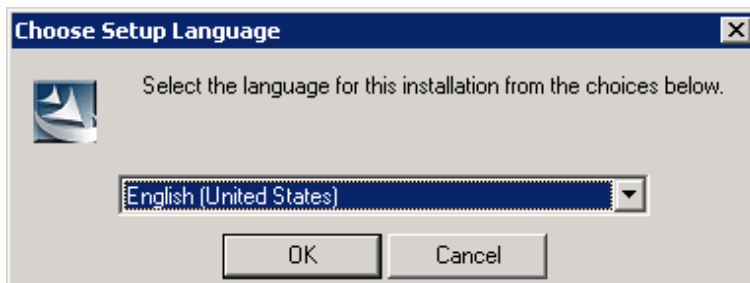 Choose Setup Language
Select the language for this installation from the choices below.
English (United States)
OK
Cancel